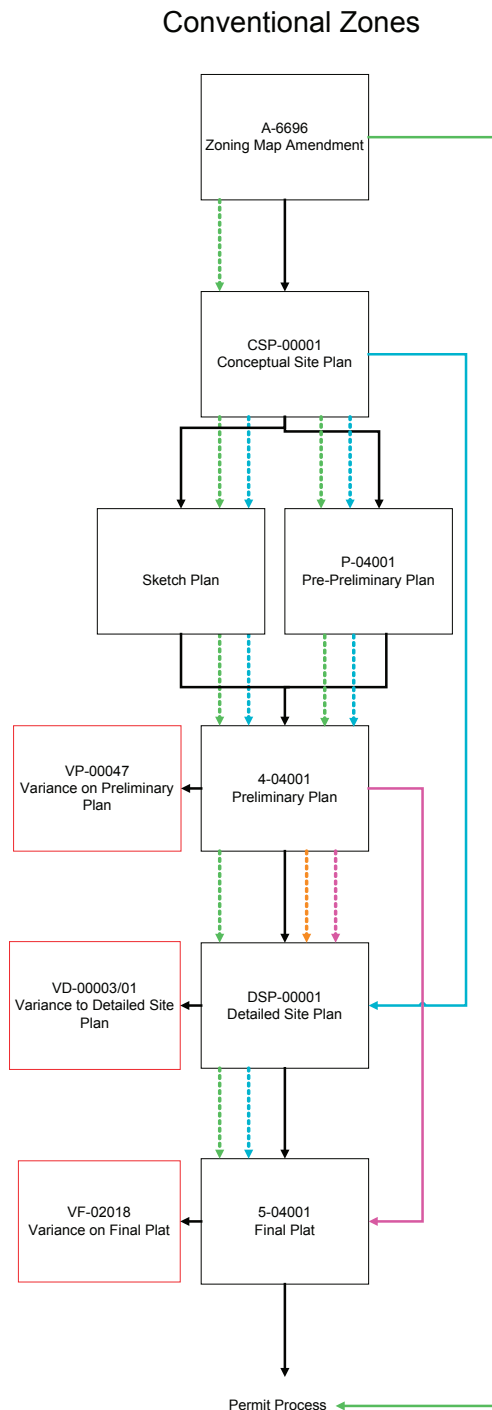 Conventional Zones
A-6696
Zoning Map Amendment
CSP-00001
Conceptual Site Plan
Sketch Plan
P-04001
Pre-Preliminary Plan
VP-00047
Variance on Preliminary
Plan
4-04001
Preliminary Plan
VD-00003/01
Variance to Detailed Site
Plan
DSP-00001
Detailed Site Plan
VF-02018
Variance on Final Plat
5-04001
Final Plat
Permit Process